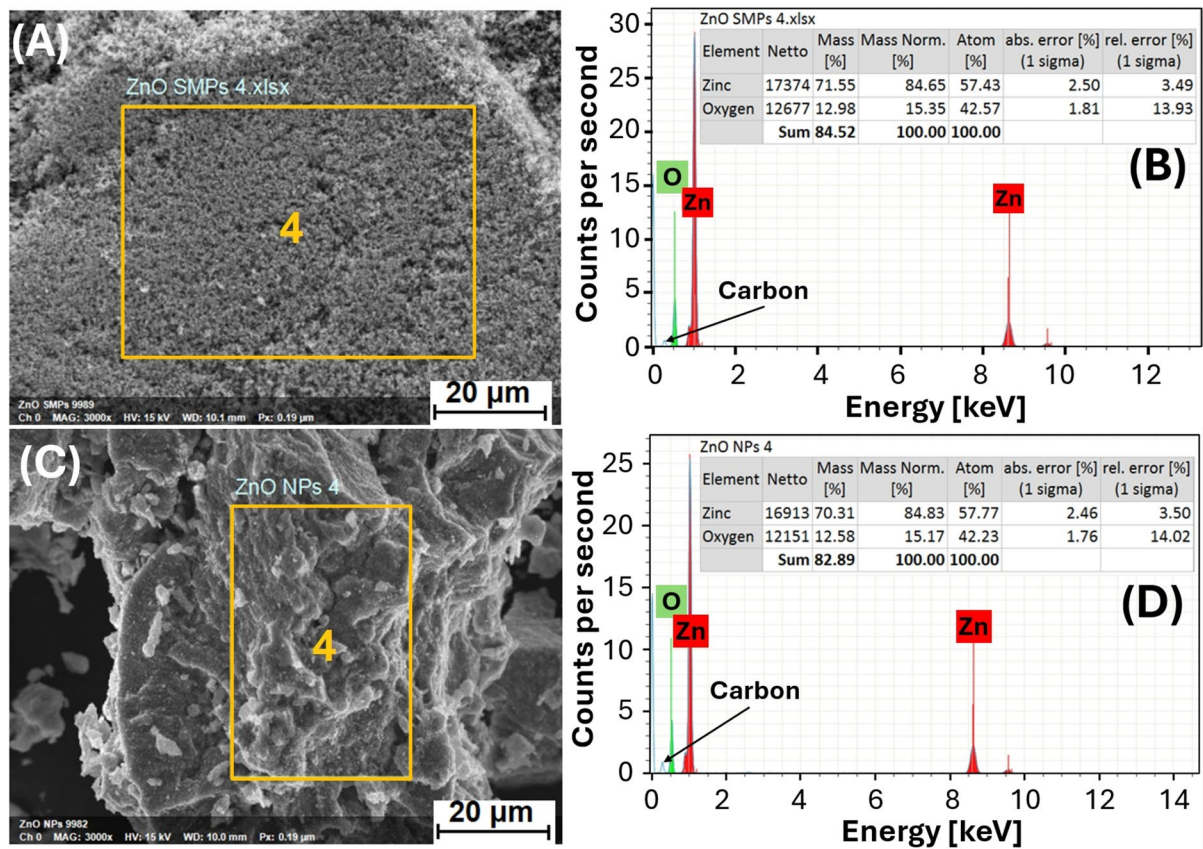 (A)
ZnO SMPs 4.xlsx
4
20 µm
ZnO SMPs 9989
Ch 0 MAG: 3000x HV: 15 kV WD: 10.1 mm Px: 0.19 µm
(B)
ZnO SMPs 4.xlsx
Element Netto Mass [%] Mass Norm. [%] Atom [%] abs. error [%] (1 sigma) rel. error [%] (1 sigma)
Zinc 17374 71.55 84.65 57.43 2.50 3.49
Oxygen 12677 12.98 15.35 42.57 1.81 13.93
Sum 84.52 100.00 100.00
Counts per second
30
25
20
15
10
5
0
O
Zn
Zn
Carbon
0 2 4 6 8 10 12
Energy [keV]
(C)
ZnO NPs 4
4
20 µm
ZnO NPs 9982
Ch 0 MAG: 3000x HV: 15 kV WD: 10.0 mm Px: 0.19 µm
(D)
ZnO NPs 4
Element Netto Mass [%] Mass Norm. [%] Atom [%] abs. error [%] (1 sigma) rel. error [%] (1 sigma)
Zinc 16913 70.31 84.83 57.77 2.46 3.50
Oxygen 12151 12.58 15.17 42.23 1.76 14.02
Sum 82.89 100.00 100.00
Counts per second
25
20
15
10
5
0
O
Zn
Zn
Carbon
0 2 4 6 8 10 12 14
Energy [keV]